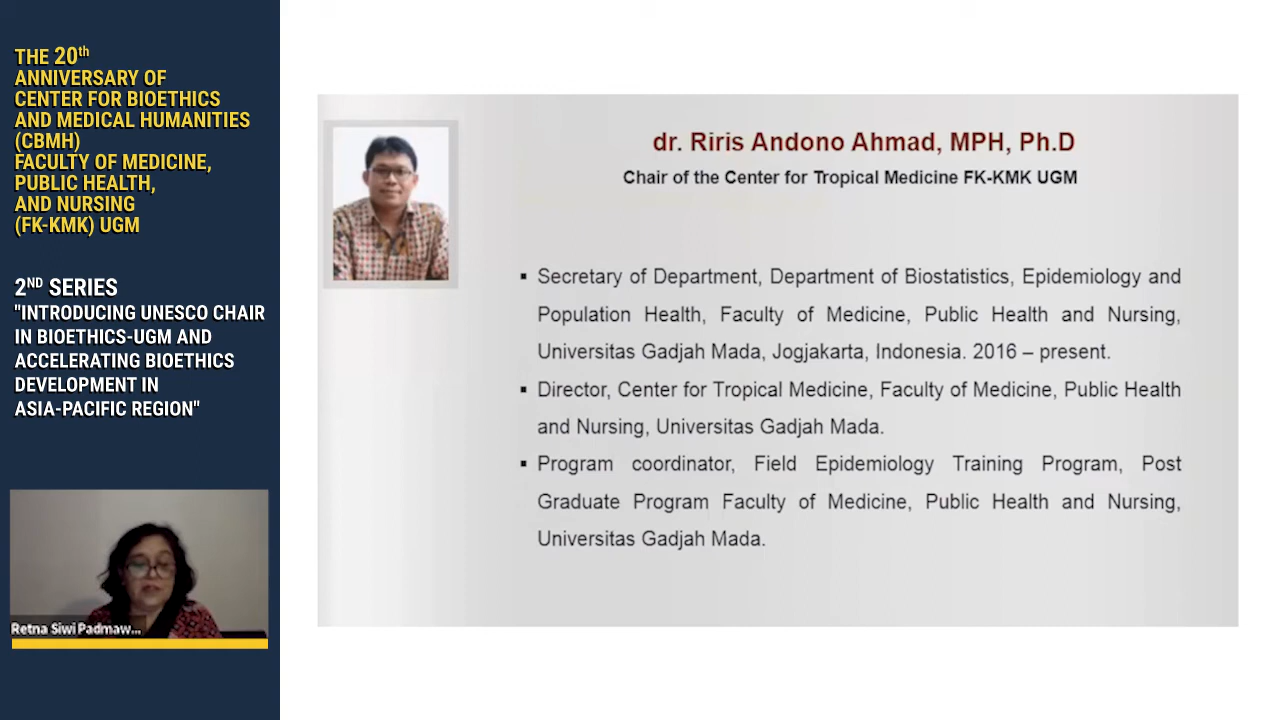 THE 20th
ANNIVERSARY OF
CENTER FOR BIOETHICS
AND MEDICAL HUMANITIES
(CBMH)
FACULTY OF MEDICINE,
PUBLIC HEALTH,
AND NURSING
(FK-KMK) UGM
2ND SERIES
"INTRODUCING UNESCO CHAIR
IN BIOETHICS-UGM AND
ACCELERATING BIOETHICS
DEVELOPMENT IN
ASIA-PACIFIC REGION"
Retna Siwi Padmaw...
dr. Riris Andono Ahmad, MPH, Ph.D
Chair of the Center for Tropical Medicine FK-KMK UGM
▪ Secretary of Department, Department of Biostatistics, Epidemiology and
Population Health, Faculty of Medicine, Public Health and Nursing,
Universitas Gadjah Mada, Jogjakarta, Indonesia. 2016 – present.
▪ Director, Center for Tropical Medicine, Faculty of Medicine, Public Health
and Nursing, Universitas Gadjah Mada.
▪ Program coordinator, Field Epidemiology Training Program, Post
Graduate Program Faculty of Medicine, Public Health and Nursing,
Universitas Gadjah Mada.